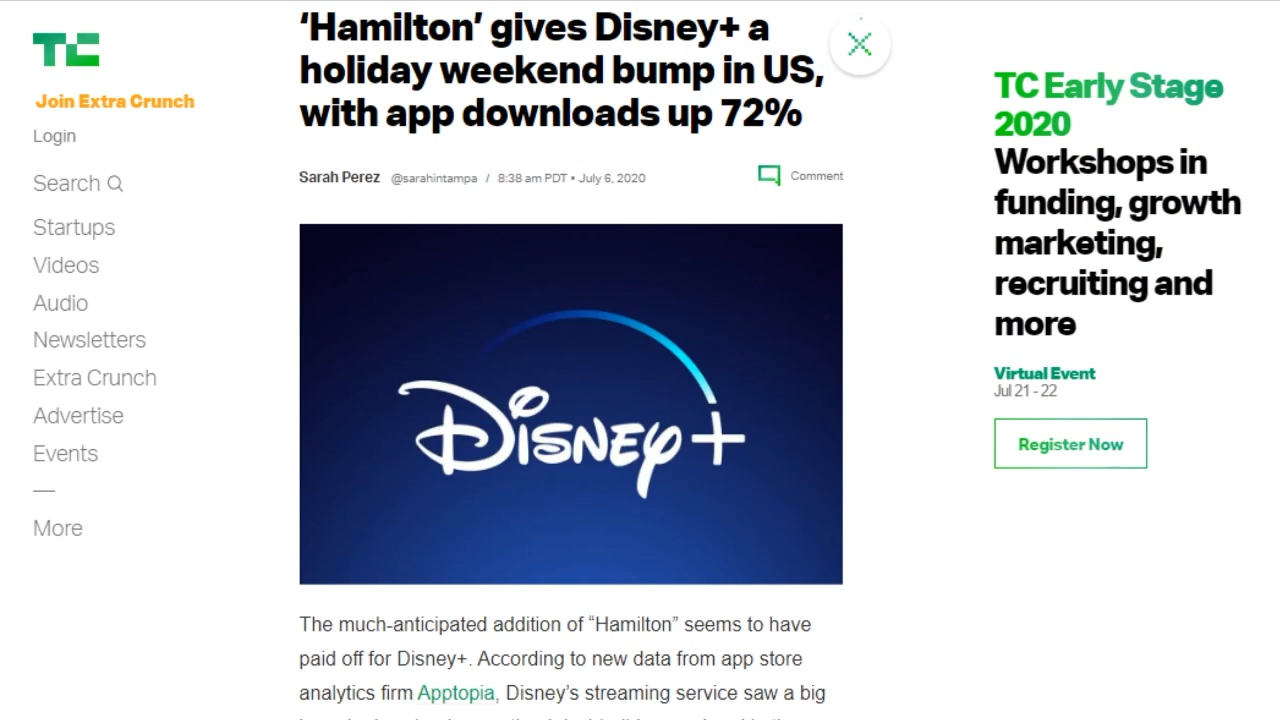 TC
Join Extra Crunch
Login
Search
Startups
Videos
Audio
Newsletters
Extra Crunch
Advertise
Events
More
‘Hamilton’ gives Disney+ a
holiday weekend bump in US,
with app downloads up 72%
Sarah Perez @sarahintampa / 8:38 am PDT • July 6, 2020
Comment
Disney+
The much-anticipated addition of “Hamilton” seems to have
paid off for Disney+. According to new data from app store
analytics firm Apptopia, Disney’s streaming service saw a big
TC Early Stage
2020
Workshops in
funding, growth
marketing,
recruiting and
more
Virtual Event
Jul 21 - 22
Register Now